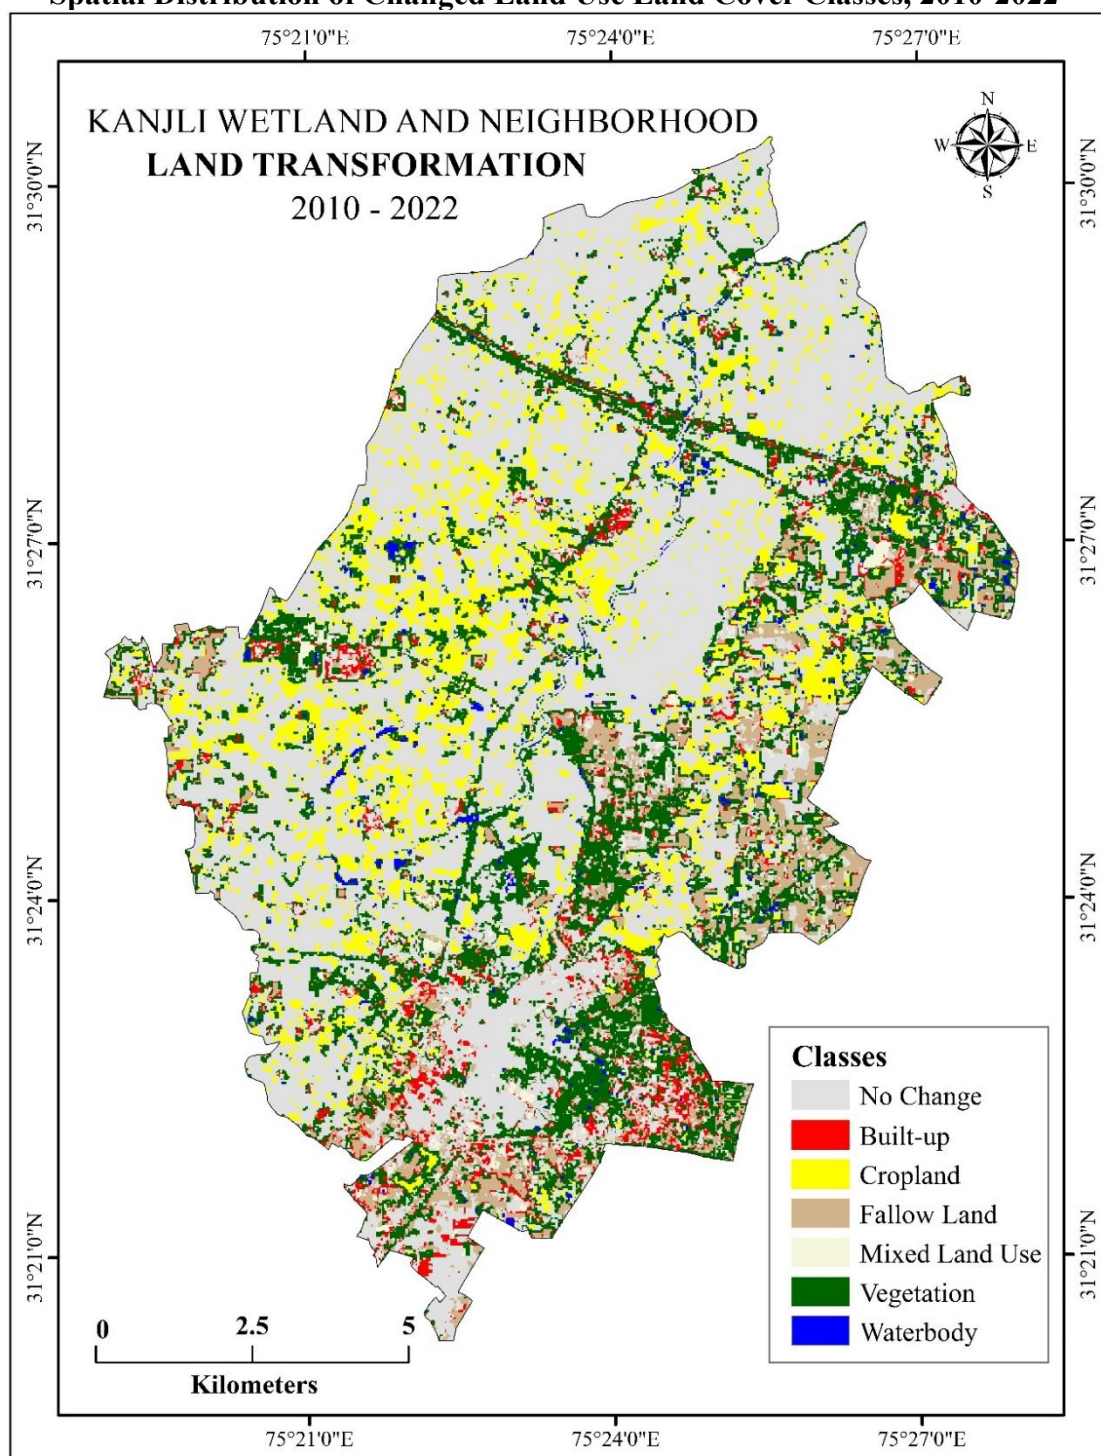 Spatial Distribution of Changed Land Use Land Cover Classes, 2010-2022
75°21'0"E 75°24'0"E 75°27'0"E
KANJLI WETLAND AND NEIGHBORHOOD
LAND TRANSFORMATION
2010 - 2022
N
W E
S
31°30'0"N 31°30'0"N
31°27'0"N 31°27'0"N
31°24'0"N 31°24'0"N
31°21'0"N 31°21'0"N
Classes
No Change
Built-up
Cropland
Fallow Land
Mixed Land Use
Vegetation
Waterbody
0 2.5 5
Kilometers
75°21'0"E 75°24'0"E 75°27'0"E